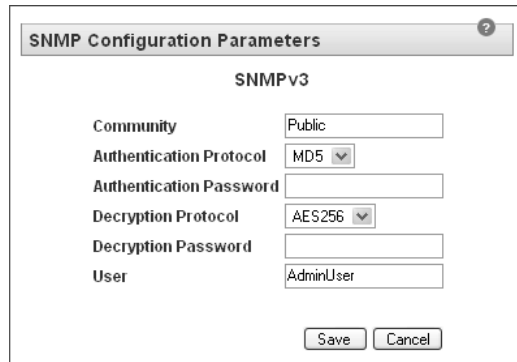 SNMP Configuration Parameters ?
SNMPv3
Community Public
Authentication Protocol MD5
Authentication Password
Decryption Protocol AES256
Decryption Password
User AdminUser
Save Cancel